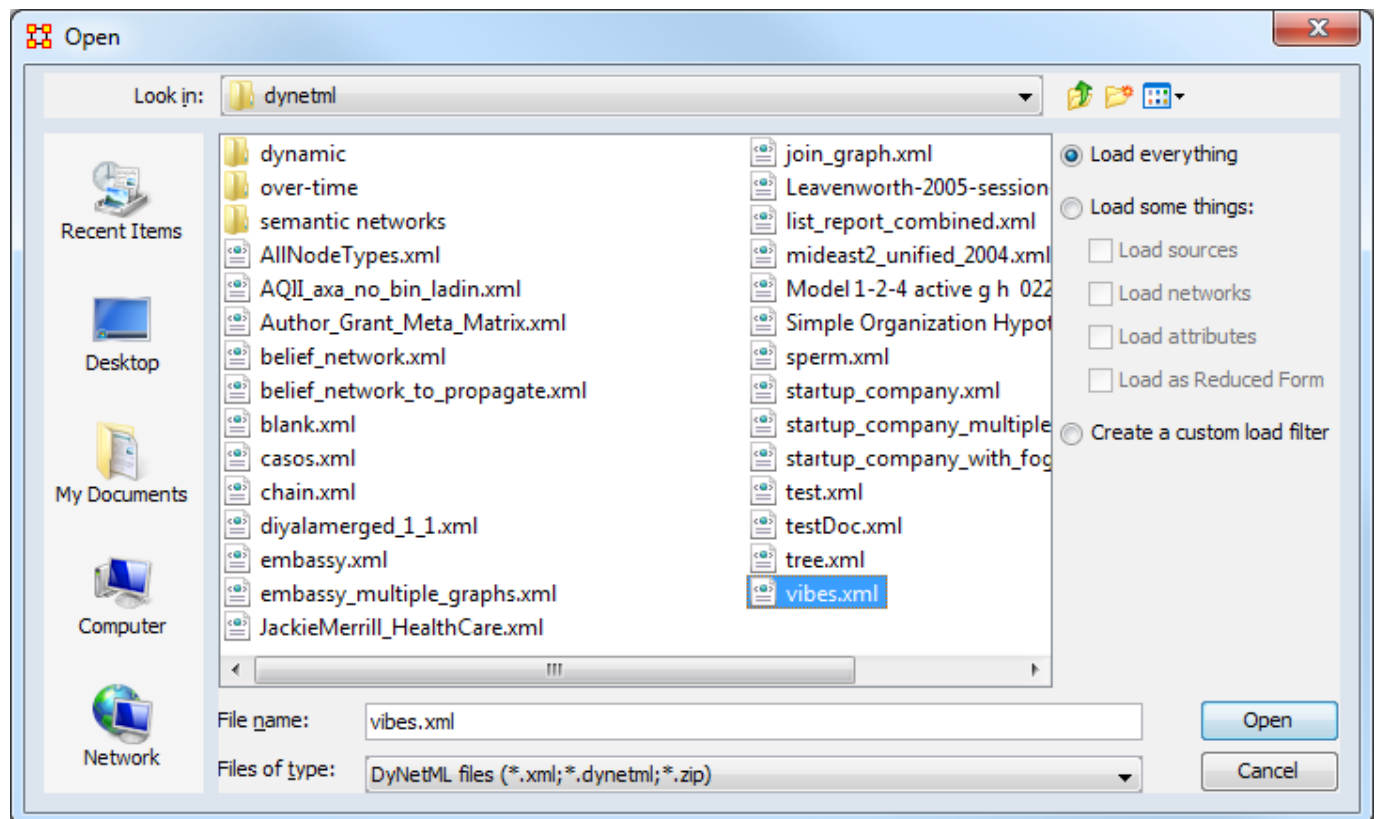 Open
Look in:
dynetml
Recent Items
Desktop
My Documents
Computer
Network
dynamic
over-time
semantic networks
AllNodeTypes.xml
AQII_axa_no_bin_ladin.xml
Author_Grant_Meta_Matrix.xml
belief_network.xml
belief_network_to_propagate.xml
blank.xml
casos.xml
chain.xml
diyalamerged_1_1.xml
embassy.xml
embassy_multiple_graphs.xml
JackieMerrill_HealthCare.xml
join_graph.xml
Leavenworth-2005-session
list_report_combined.xml
mideast2_unified_2004.xml
Model 1-2-4 active g h 022
Simple Organization Hypot
sperm.xml
startup_company.xml
startup_company_multiple
startup_company_with_fog
test.xml
testDoc.xml
tree.xml
vibes.xml
Load everything
Load some things:
Load sources
Load networks
Load attributes
Load as Reduced Form
Create a custom load filter
File name:
vibes.xml
Open
Files of type:
DyNetML files (*.xml;*.dynetml;*.zip)
Cancel